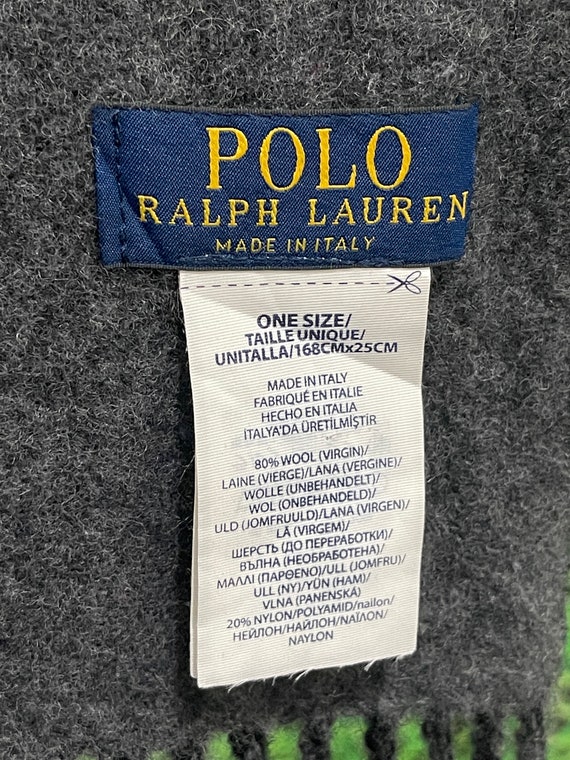 POLO
RALPH LAUREN
MADE IN ITALY
ONE SIZE/
TAILLE UNIQUE/
UNITALLA/168CMx25CM
MADE IN ITALY
FABRIQUÉ EN ITALIE
HECHO EN ITALIA
İTALYA'DA ÜRETİLMİŞTİR
80% WOOL (VIRGIN)/
LAINE (VIERGE)/LANA (VERGINE)/
WOLLE (UNBEHANDELT)/
WOL (ONBEHANDELD)/
ULD (JOMFRUULD)/LANA (VIRGEN)/
LÃ (VIRGEM)/
ШЕРСТЬ (ДО ПЕРЕРАБОТКИ)/
ВЪЛНА (НЕОБРАБОТЕНА)/
ΜΑΛΛΙ (ΠΑΡΘΕΝΟ)/ULL (JOMFRU)/
ULL (NY)/YÜN (HAM)/
VLNA (PANENSKÁ)
20% NYLON/POLYAMID/nailon/
НЕЙЛОН/НАЙЛОН/ΝΑΪΛΟΝ/
NAYLON